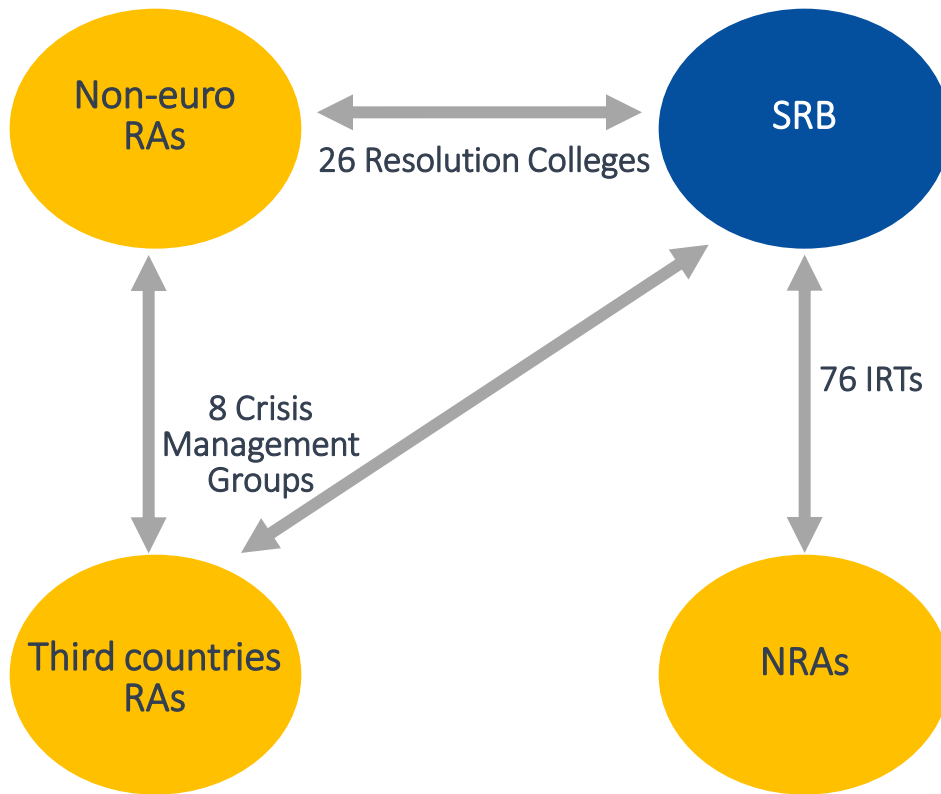 Non-euro
RAs
SRB
26 Resolution Colleges
76 IRTs
8 Crisis
Management
Groups
Third countries
RAs
NRAs